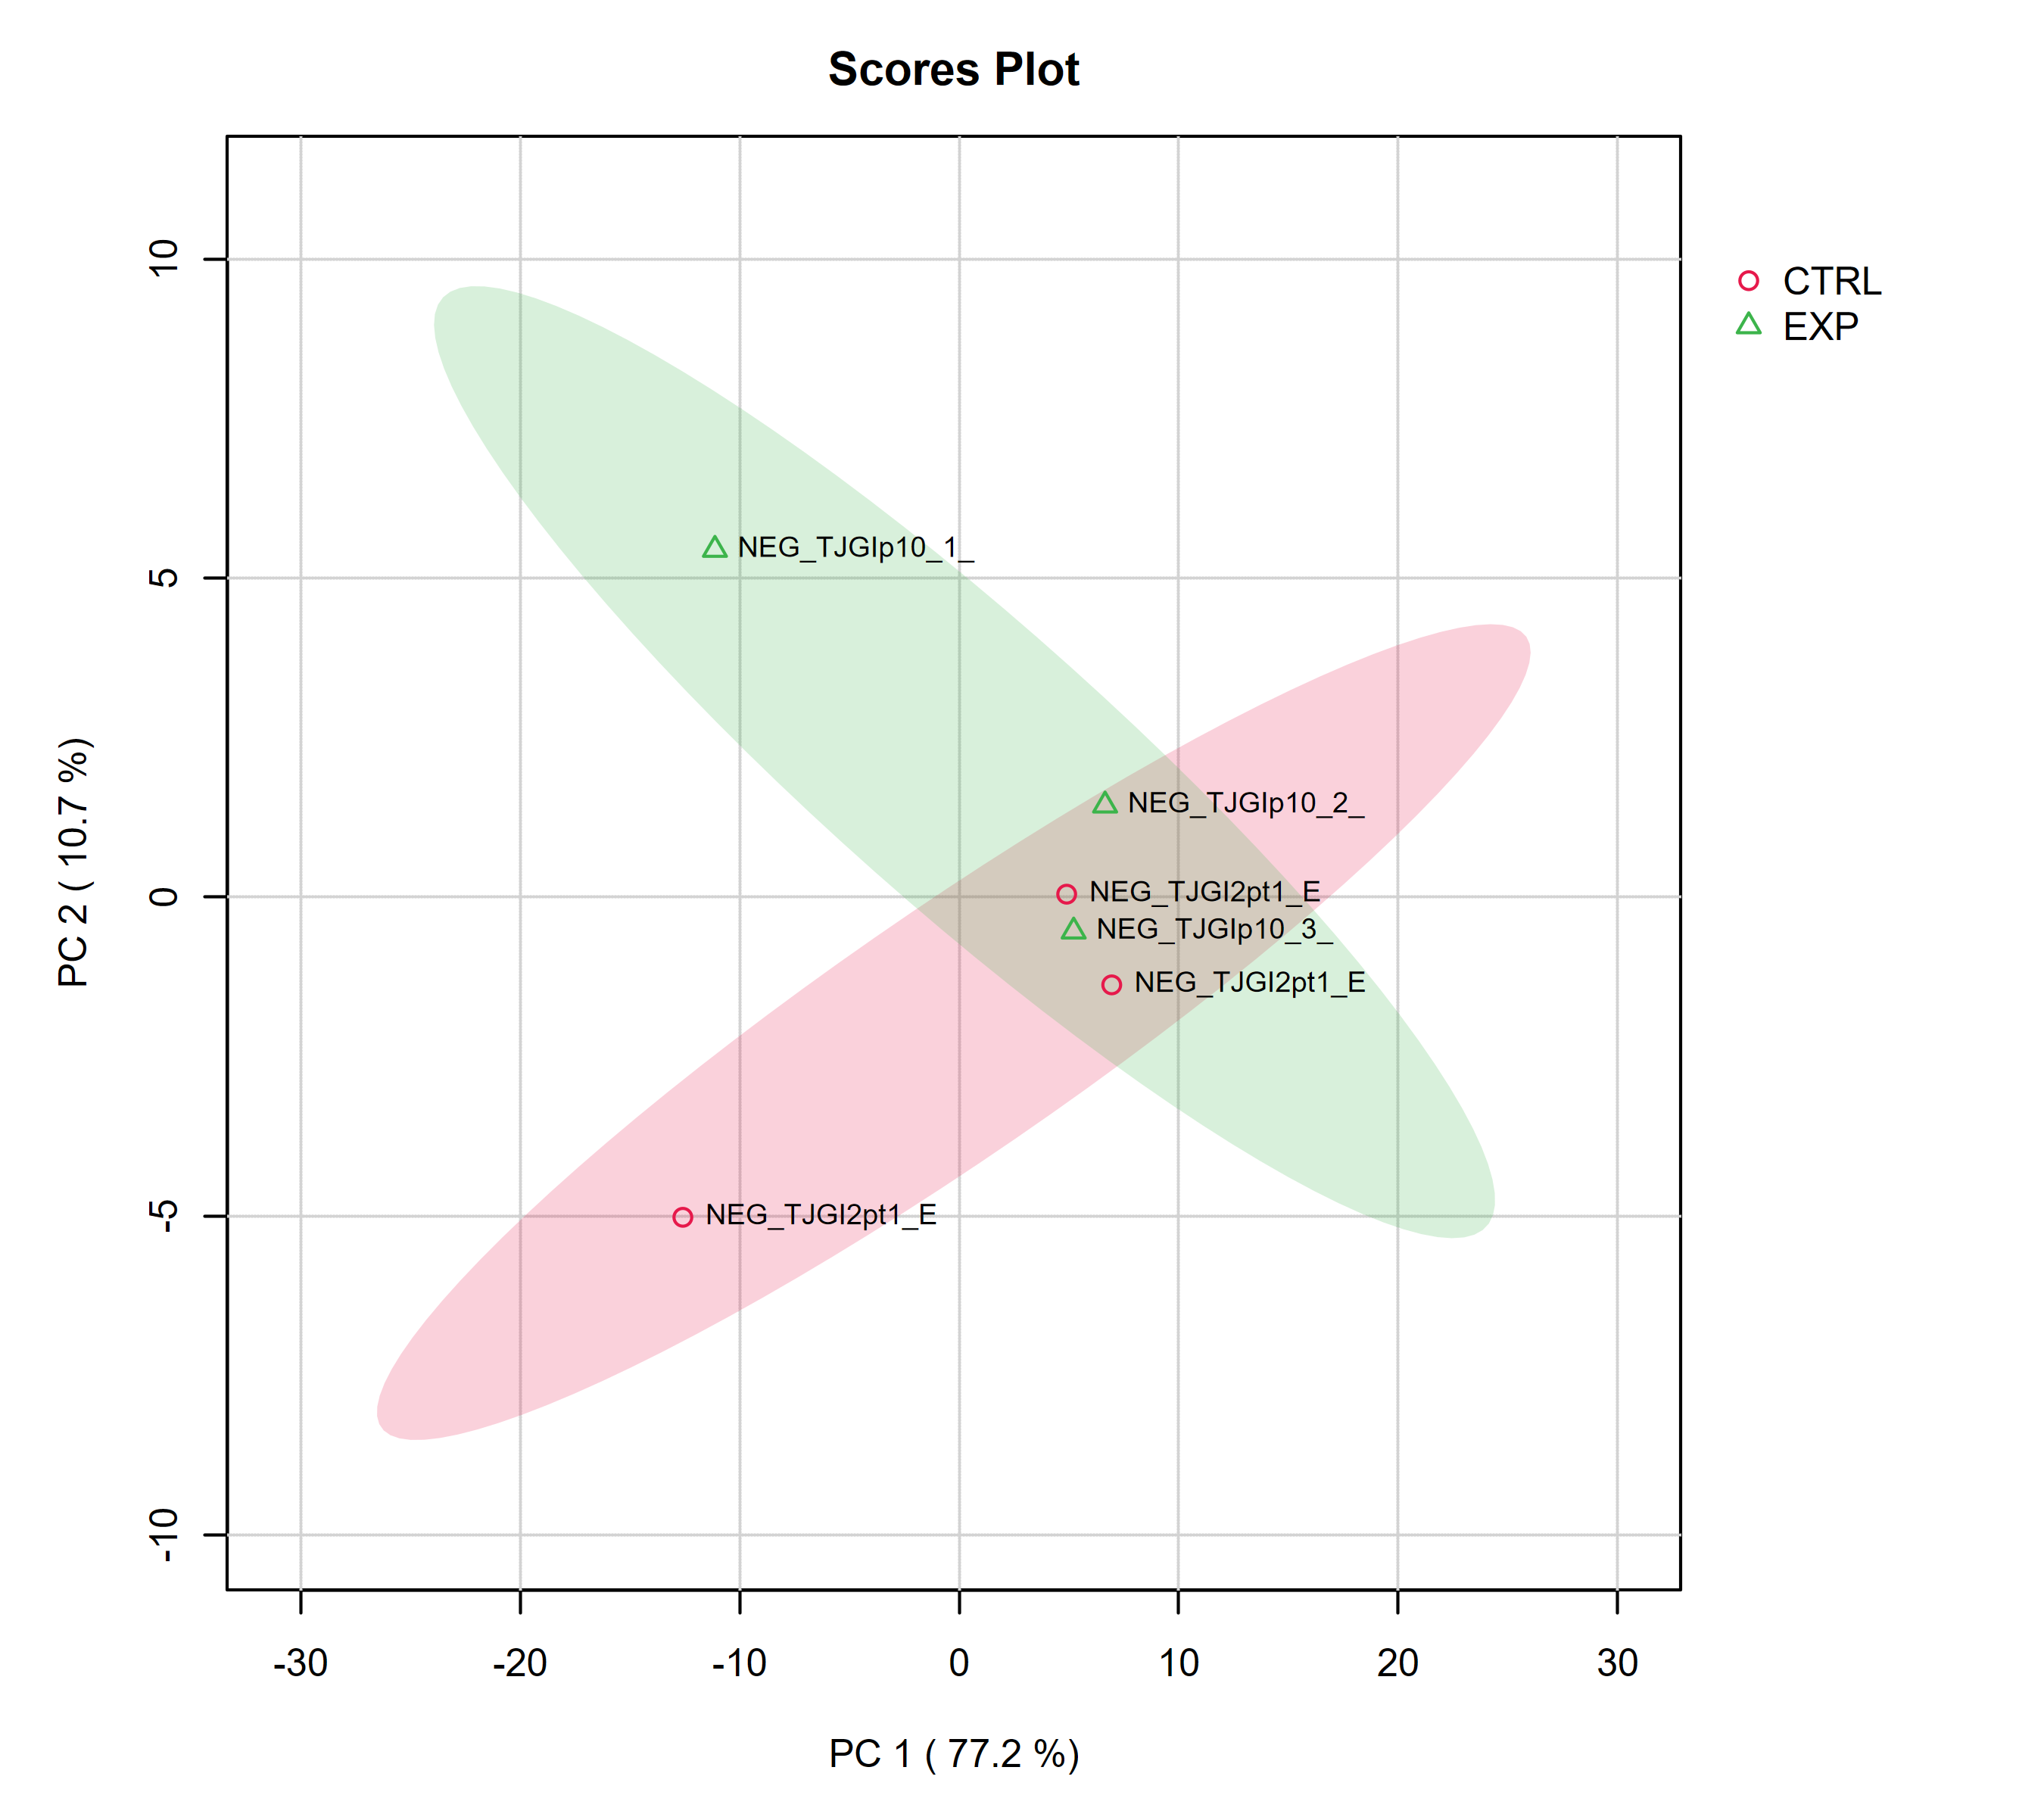 Scores Plot
10
5
0
-5
-10
PC 2 ( 10.7 %)
CTRL
EXP
NEG_TJGIp10_1_
NEG_TJGIp10_2_
NEG_TJGI2pt1_E
NEG_TJGIp10_3_
NEG_TJGI2pt1_E
NEG_TJGI2pt1_E
-30 -20 -10 0 10 20 30
PC 1 ( 77.2 %)